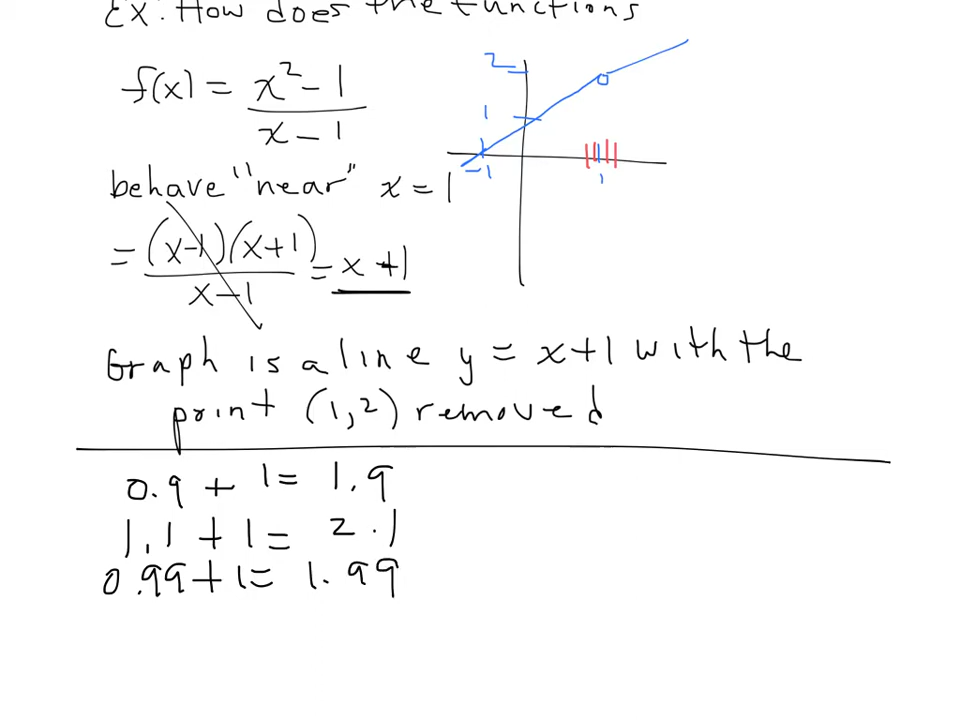 Ex: How does the functions
f(x) = x² - 1 / x - 1
behave "near" x = 1
= (x-1)(x+1) / x-1 = x+1
2
1
-1
1
Graph is a line y = x+1 with the
print (1,2) removed
0.9 + 1 = 1.9
1.1 + 1 = 2.1
0.99 + 1 = 1.99